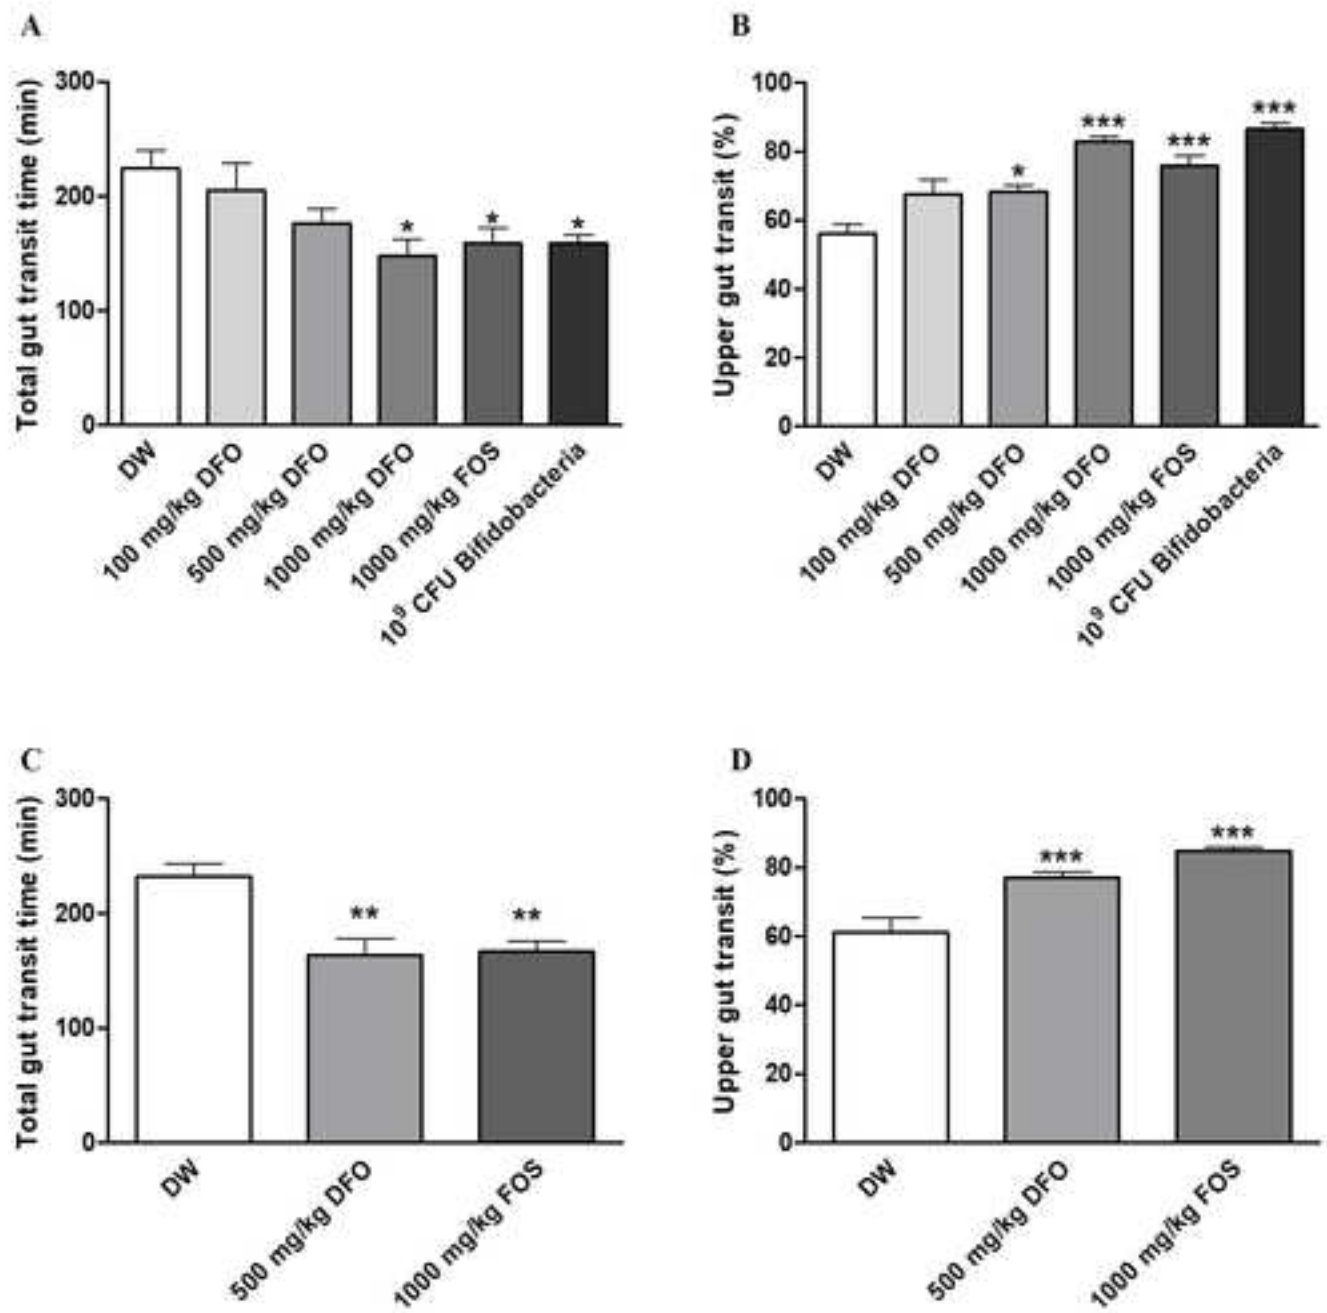 A
Total gut transit time (min)
300
200
100
0
*
*
*
DW
100 mg/kg DFO
500 mg/kg DFO
1000 mg/kg DFO
1000 mg/kg FOS
10⁹ CFU Bifidobacteria
B
Upper gut transit (%)
100
80
60
40
20
0
*
***
***
***
DW
100 mg/kg DFO
500 mg/kg DFO
1000 mg/kg DFO
1000 mg/kg FOS
10⁹ CFU Bifidobacteria
C
Total gut transit time (min)
300
200
100
0
**
**
DW
500 mg/kg DFO
1000 mg/kg FOS
D
Upper gut transit (%)
100
80
60
40
20
0
***
***
DW
500 mg/kg DFO
1000 mg/kg FOS